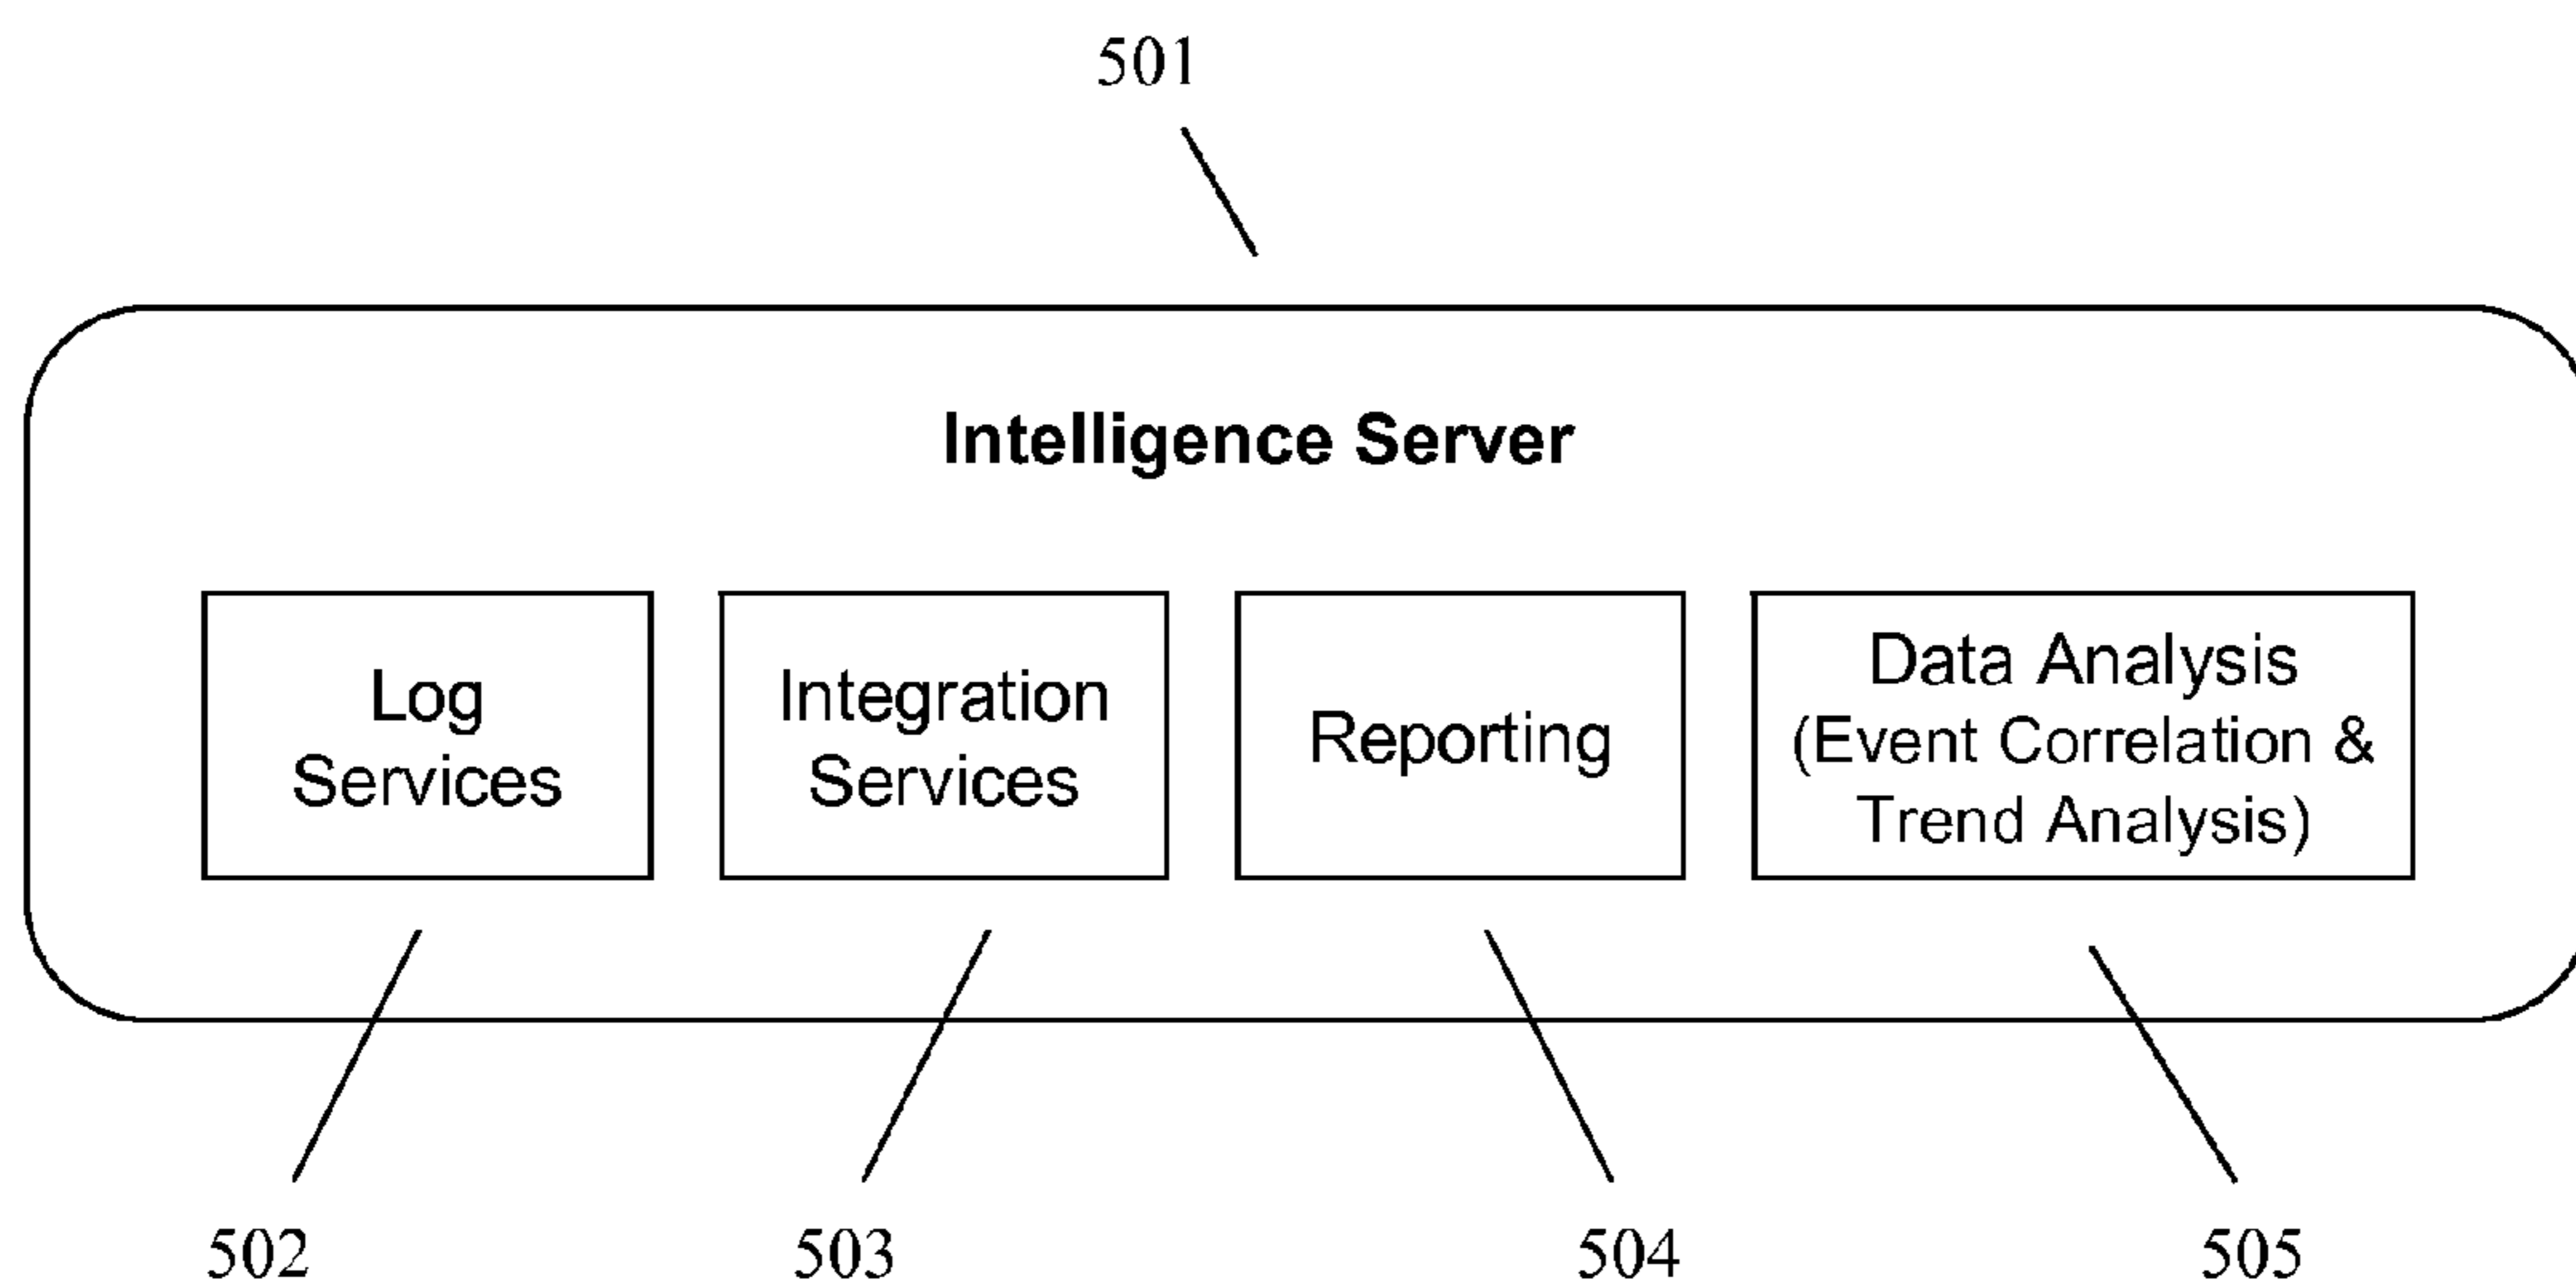 501
Intelligence Server
Log
Services
Integration
Services
Reporting
Data Analysis
(Event Correlation &
Trend Analysis)
502
503
504
505